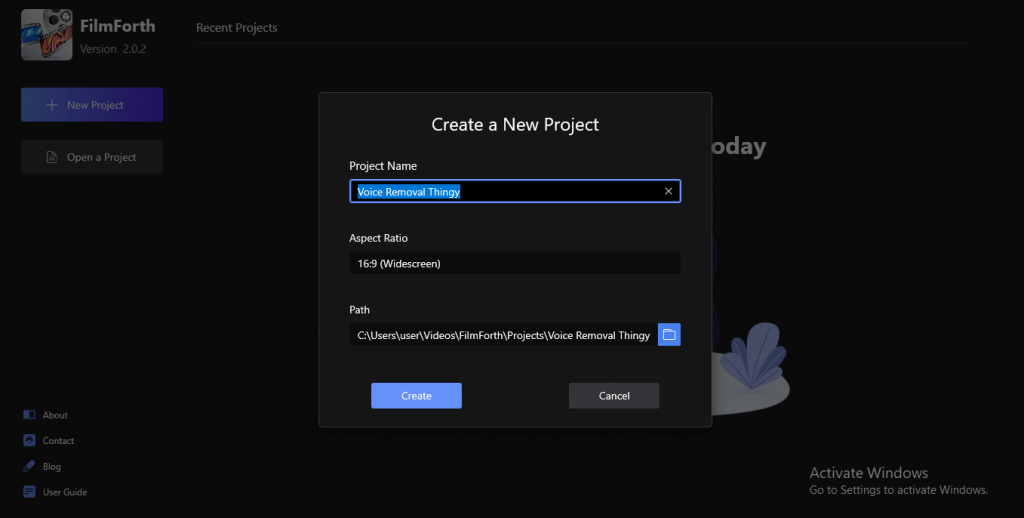 FilmForth
Version 2.0.2
Recent Projects
New Project
Open a Project
oday
Create a New Project
Project Name
Voice Removal Thingy
Aspect Ratio
16:9 (Widescreen)
Path
C:\Users\user\Videos\FilmForth\Projects\Voice Removal Thingy
Create
Cancel
About
Contact
Blog
User Guide
Activate Windows
Go to Settings to activate Windows.